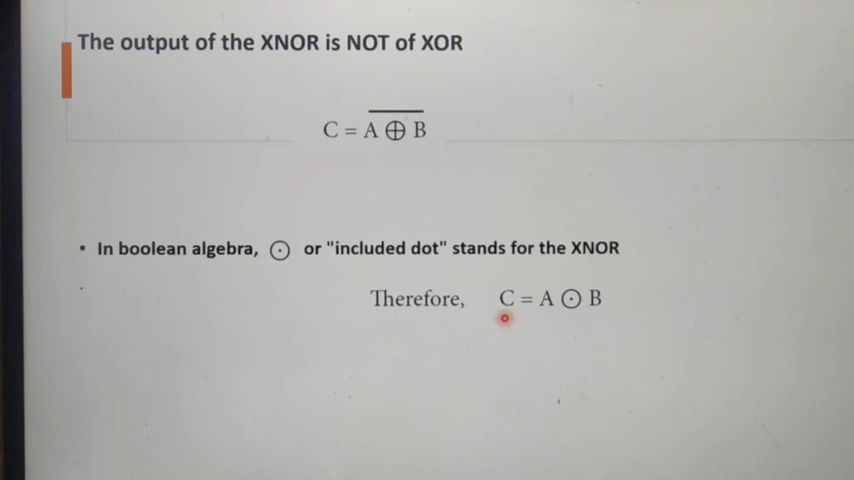 The output of the XNOR is NOT of XOR
C = A ⊕ B
• In boolean algebra, ⊙ or "included dot" stands for the XNOR
Therefore, C = A ⊙ B